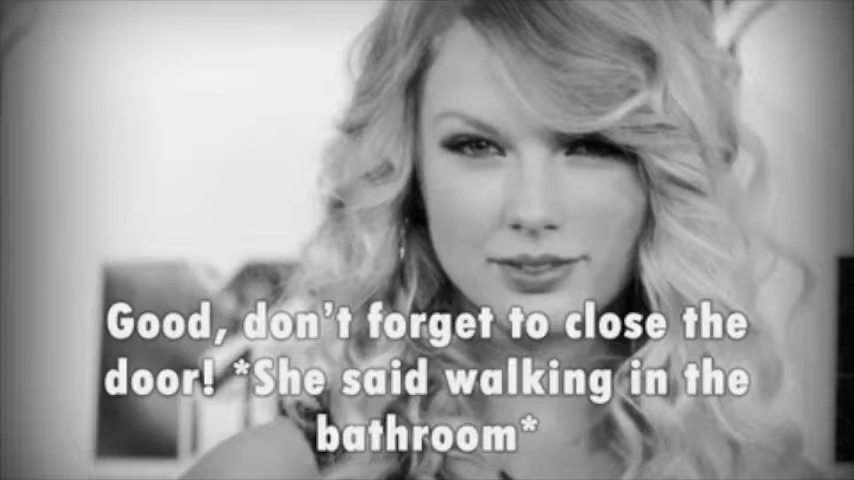 Good, don't forget to close the
door! *She said walking in the
bathroom*